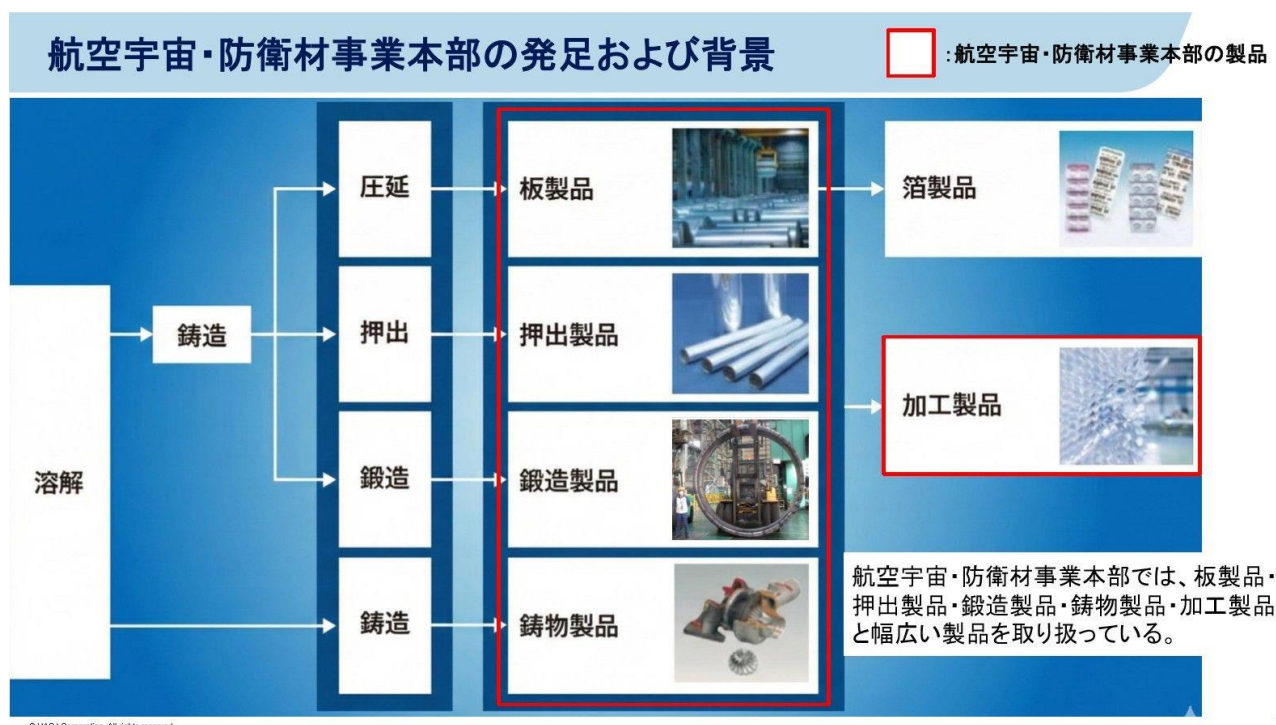 航空宇宙・防衛材事業本部の発足および背景
:航空宇宙・防衛材事業本部の製品
圧延
板製品
箔製品
鋳造
押出
押出製品
加工製品
溶解
鍛造
鍛造製品
鋳造
鋳物製品
航空宇宙・防衛材事業本部では、板製品・
押出製品・鍛造製品・鋳物製品・加工製品
と幅広い製品を取り扱っている。